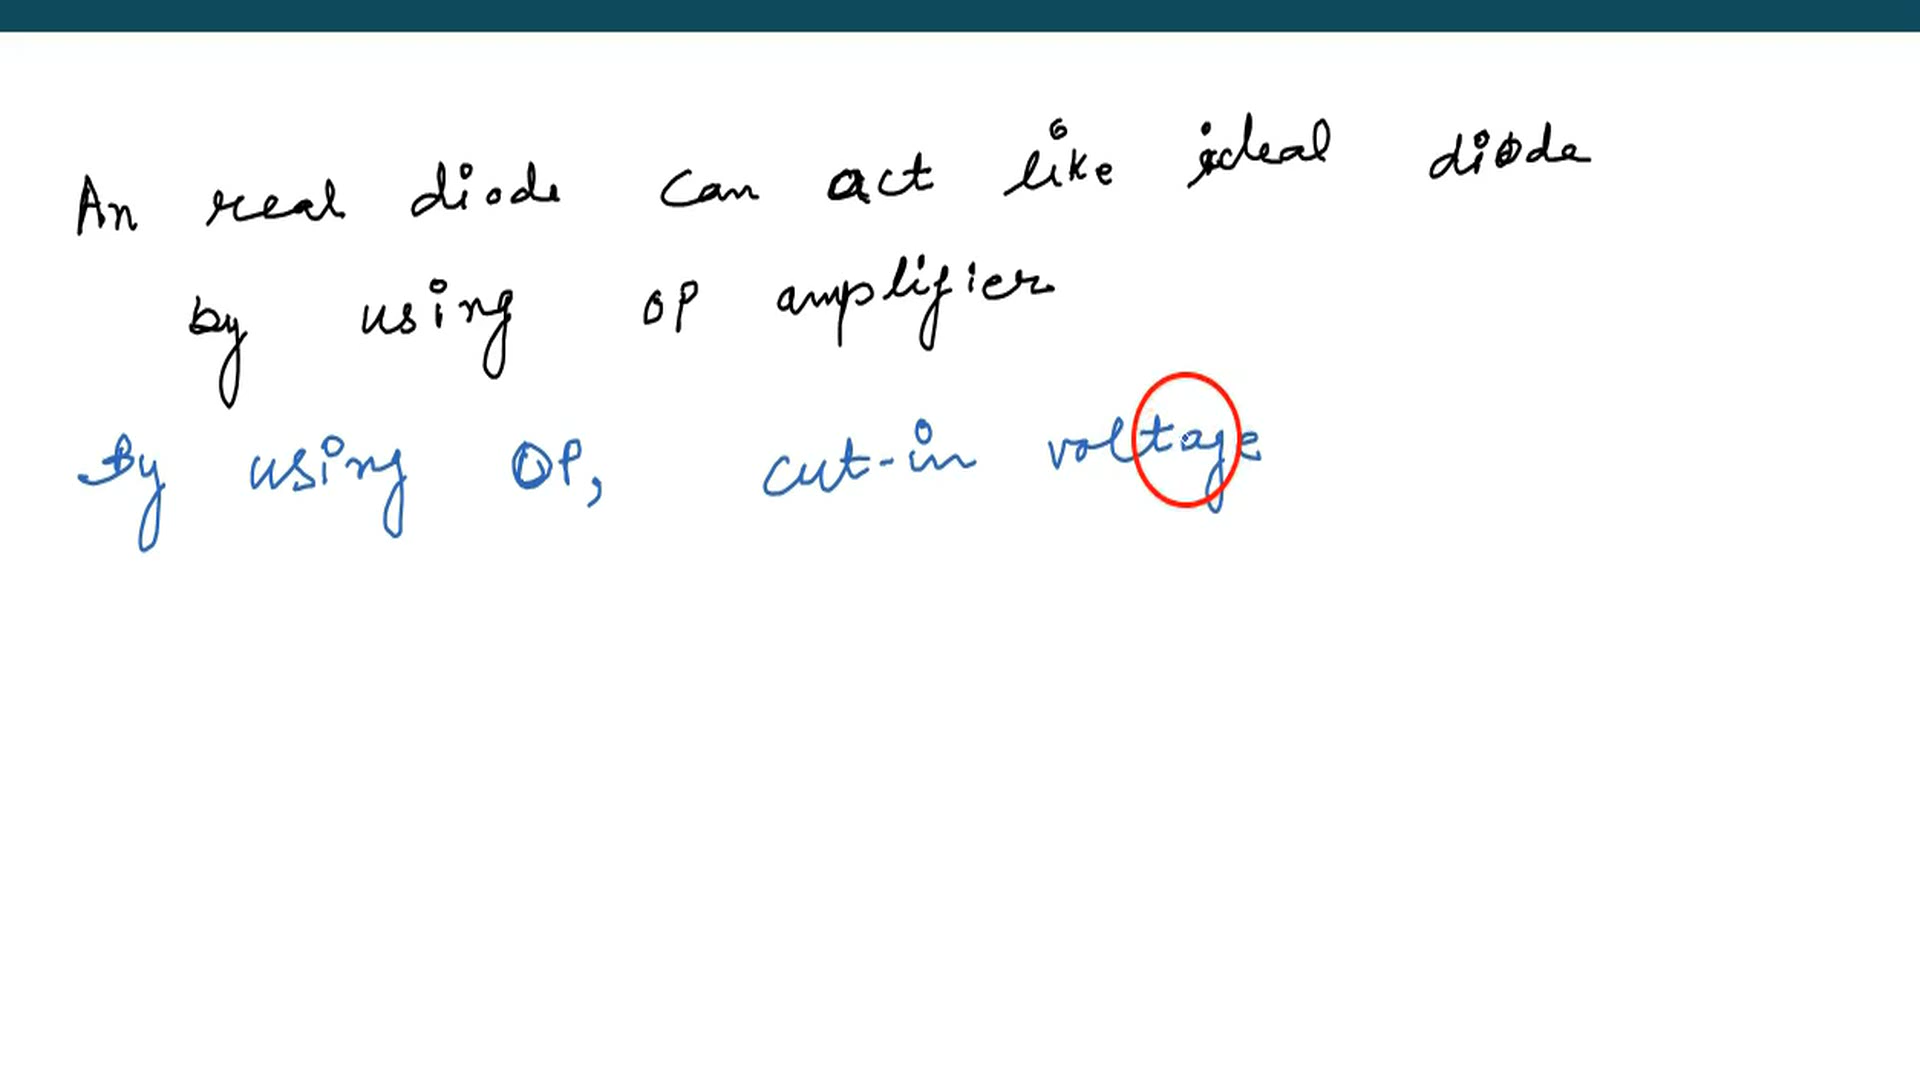 An real diode can act like ideal diode
by using OP amplifier
By using OP, cut-in voltage